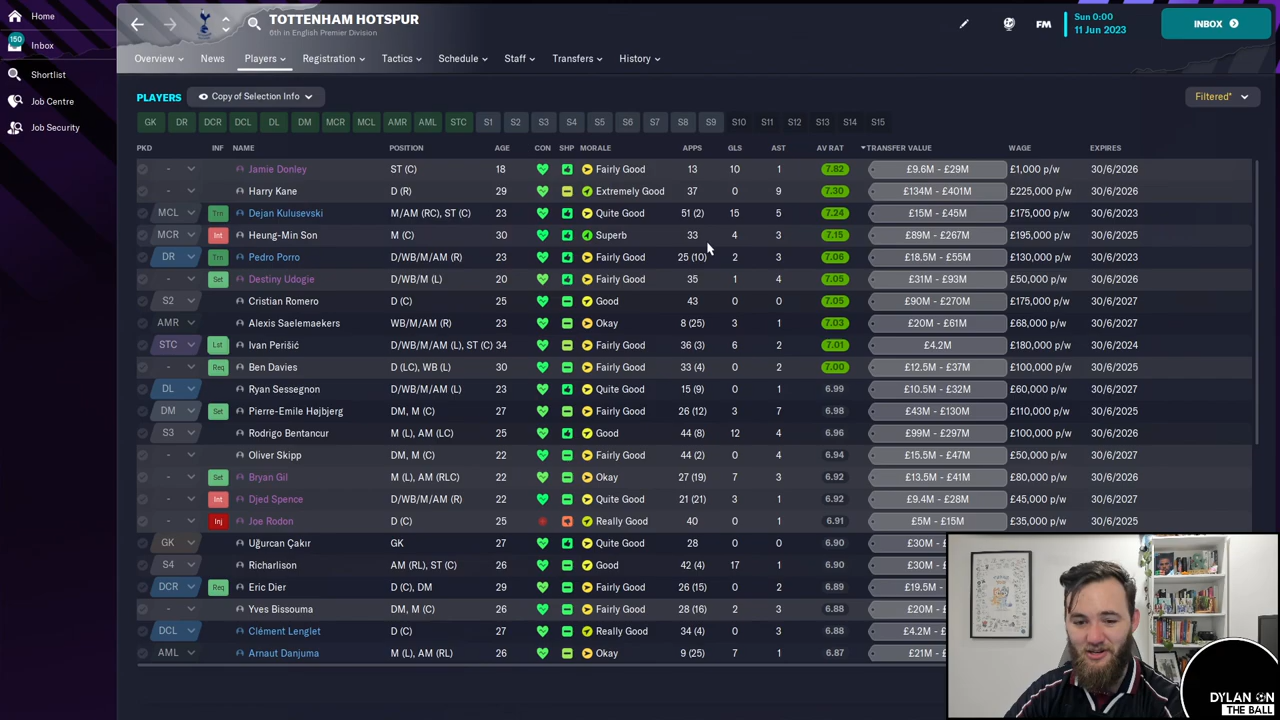 Home
150
Inbox
Shortlist
Job Centre
Job Security
TOTTENHAM HOTSPUR
6th in English Premier Division
FM
Sun 0:00
11 Jun 2023
INBOX
Overview News Players Registration Tactics Schedule Staff Transfers History
PLAYERS Copy of Selection Info Filtered*
GK DR DCR DCL DL DM MCR MCL AMR AML STC S1 S2 S3 S4 S5 S6 S7 S8 S9 S10 S11 S12 S13 S14 S15
PKD INF NAME POSITION AGE CON SHP MORALE APPS GLS AST AV RAT TRANSFER VALUE WAGE EXPIRES
- Jamie Donley ST (C) 18 Fairly Good 13 10 1 7.82 £9.6M - £29M £1,000 p/w 30/6/2026
- Harry Kane D (R) 29 Extremely Good 37 0 9 7.30 £134M - £401M £225,000 p/w 30/6/2026
MCL Trn Dejan Kulusevski M/AM (RC), ST (C) 23 Quite Good 51 (2) 15 5 7.24 £15M - £45M £175,000 p/w 30/6/2023
MCR Int Heung-Min Son M (C) 30 Superb 33 4 3 7.15 £89M - £267M £195,000 p/w 30/6/2025
DR Trn Pedro Porro D/WB/M/AM (R) 23 Fairly Good 25 (10) 2 3 7.06 £18.5M - £55M £130,000 p/w 30/6/2023
- Set Destiny Udogie D/WB/M (L) 20 Fairly Good 35 1 4 7.05 £31M - £93M £50,000 p/w 30/6/2026
S2 Cristian Romero D (C) 25 Good 43 0 0 7.05 £90M - £270M £175,000 p/w 30/6/2027
AMR Alexis Saelemaekers WB/M/AM (R) 23 Okay 8 (25) 3 1 7.03 £20M - £61M £68,000 p/w 30/6/2027
STC Lst Ivan Perišić D/WB/M/AM (L), ST (C) 34 Fairly Good 36 (3) 6 2 7.01 £4.2M £180,000 p/w 30/6/2024
- Req Ben Davies D (LC), WB (L) 30 Fairly Good 33 (4) 0 2 7.00 £12.5M - £37M £100,000 p/w 30/6/2025
DL Ryan Sessegnon D/WB/M/AM (L) 23 Quite Good 15 (9) 0 1 6.99 £10.5M - £32M £60,000 p/w 30/6/2027
DM Set Pierre-Emile Højbjerg DM, M (C) 27 Fairly Good 26 (12) 3 7 6.98 £43M - £130M £110,000 p/w 30/6/2025
S3 Rodrigo Bentancur M (L), AM (LC) 25 Good 44 (8) 12 4 6.96 £99M - £297M £100,000 p/w 30/6/2026
- Oliver Skipp DM, M (C) 22 Fairly Good 44 (2) 0 4 6.94 £15.5M - £47M £50,000 p/w 30/6/2027
- Set Bryan Gil M (L), AM (RLC) 22 Okay 27 (19) 7 3 6.92 £13.5M - £41M £80,000 p/w 30/6/2026
- Int Djed Spence D/WB/M/AM (R) 22 Quite Good 21 (21) 3 1 6.92 £9.4M - £28M £45,000 p/w 30/6/2027
- Inj Joe Rodon D (C) 25 Really Good 40 0 1 6.91 £5M - £15M £35,000 p/w 30/6/2025
GK Uğurcan Çakır GK 27 Quite Good 28 0 0 6.90 £30M -
S4 Richarlison AM (RL), ST (C) 26 Good 42 (4) 17 1 6.90 £30M -
DCR Req Eric Dier D (C), DM 29 Fairly Good 26 (15) 0 2 6.89 £19.5M -
- Yves Bissouma DM, M (C) 26 Fairly Good 28 (16) 2 3 6.88 £20M -
DCL Clément Lenglet D (C) 27 Really Good 34 (4) 0 3 6.88 £4.2M -
AML Arnaut Danjuma M (L), AM (RL) 26 Okay 9 (25) 7 1 6.87 £21M -
DYLAN ON
THE BALL